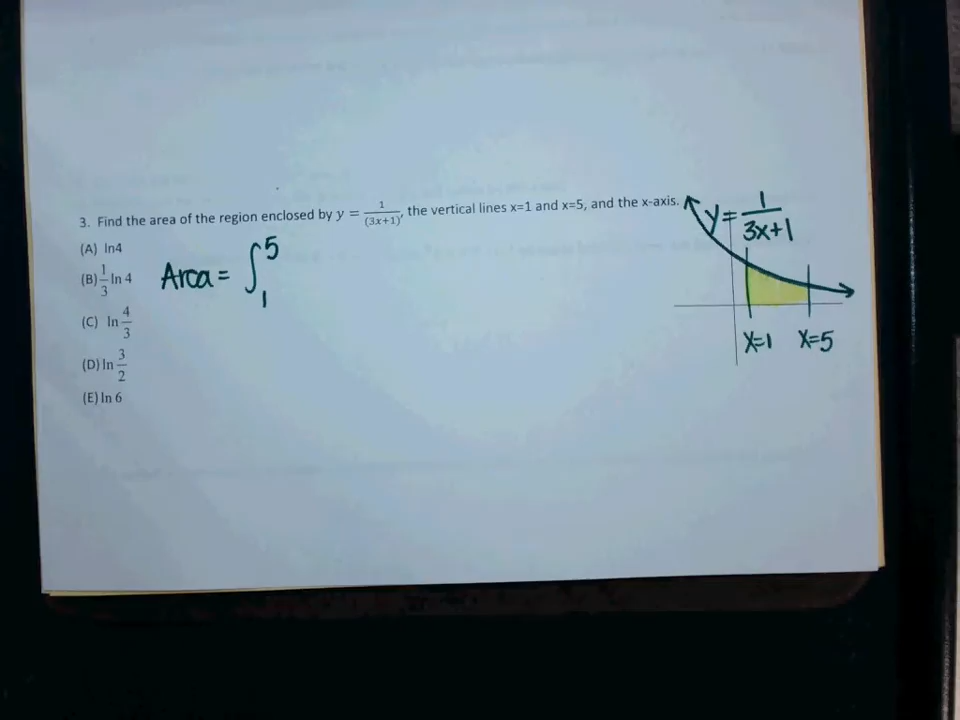 3. Find the area of the region enclosed by y = 1/(3x+1), the vertical lines x=1 and x=5, and the x-axis.
(A) ln4
(B) 1/3 ln 4
(C) ln 4/3
(D) ln 3/2
(E) ln 6
Area = ∫₁⁵
y = 1/3x+1
x=1 x=5